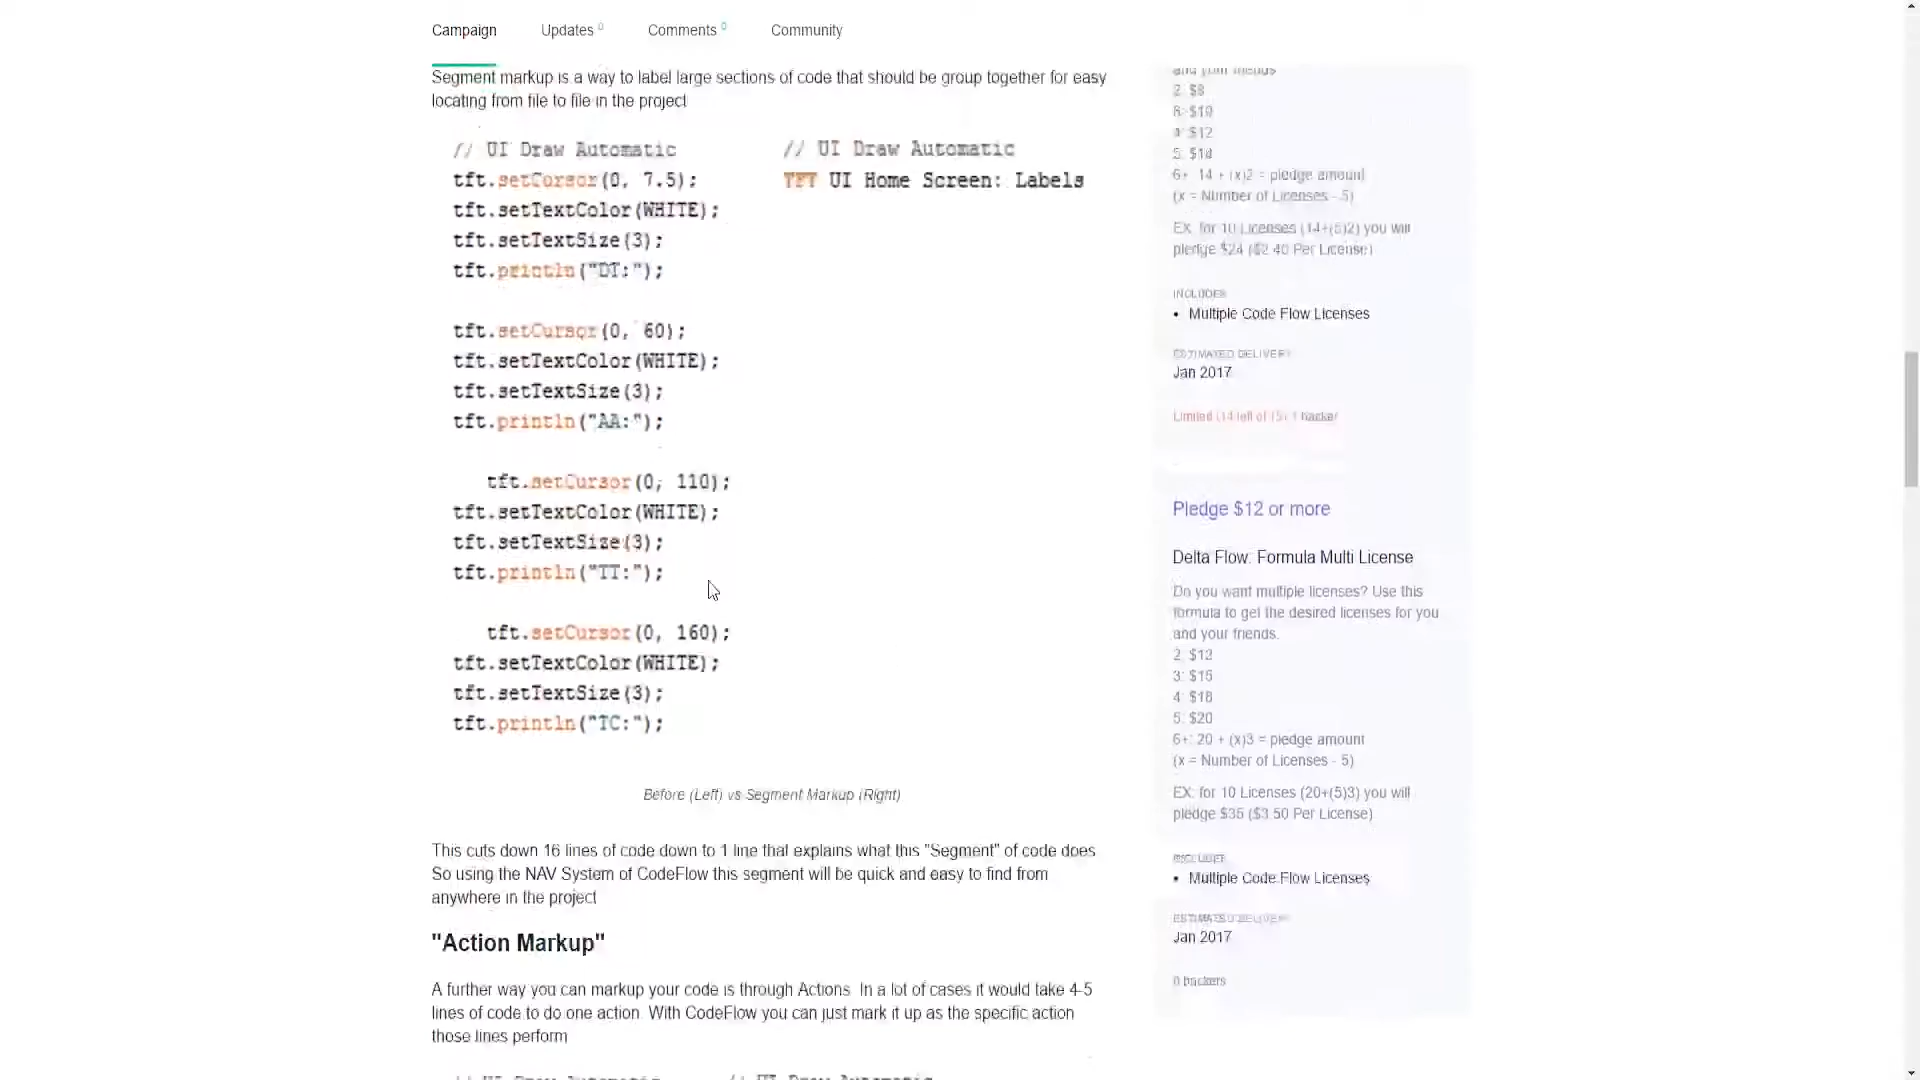 Campaign
Updates 0
Comments 0
Community
Segment markup is a way to label large sections of code that should be group together for easy
locating from file to file in the project
// UI Draw Automatic
tft.setCursor(0, 7.5);
tft.setTextColor(WHITE);
tft.setTextSize(3);
tft.println("DT:");
tft.setCursor(0, 60);
tft.setTextColor(WHITE);
tft.setTextSize(3);
tft.println("AA:");
tft.setCursor(0, 110);
tft.setTextColor(WHITE);
tft.setTextSize(3);
tft.println("TT:");
tft.setCursor(0, 160);
tft.setTextColor(WHITE);
tft.setTextSize(3);
tft.println("TC:");
// UI Draw Automatic
TFT UI Home Screen: Labels
Before (Left) vs Segment Markup (Right)
This cuts down 16 lines of code down to 1 line that explains what this "Segment" of code does
So using the NAV System of CodeFlow this segment will be quick and easy to find from
anywhere in the project
"Action Markup"
A further way you can markup your code is through Actions. In a lot of cases it would take 4-5
lines of code to do one action. With CodeFlow you can just mark it up as the specific action
those lines perform
// UI Draw Automatic
// UI Draw Automatic
and your friends
2: $8
$10
$12
5: $14
6+: 14 + (x)2 = pledge amount
(x = Number of Licenses - 5)
EX: for 10 Licenses (14+(5)2) you will
pledge $24 ($2.40 Per License)
INCLUDES
• Multiple Code Flow Licenses
ESTIMATED DELIVERY
Jan 2017
Limited (14 left of 15) 1 backer
Pledge $12 or more
Delta Flow: Formula Multi License
Do you want multiple licenses? Use this
formula to get the desired licenses for you
and your friends.
2: $12
3: $15
4: $18
5: $20
6+: 20 + (x)3 = pledge amount
(x = Number of Licenses - 5)
EX: for 10 Licenses (20+(5)3) you will
pledge $35 ($3.50 Per License)
INCLUDES
• Multiple Code Flow Licenses
ESTIMATED DELIVERY
Jan 2017
0 backers